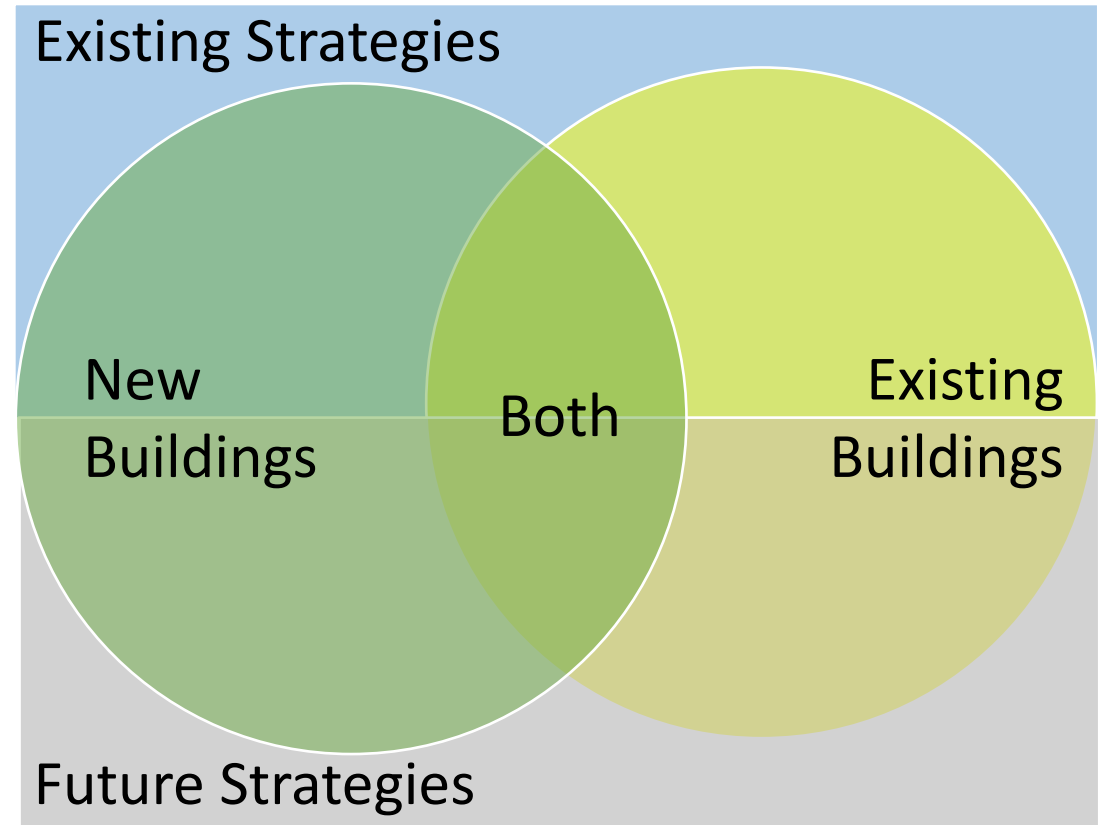 Existing Strategies
New
Buildings
Both
Existing
Buildings
Future Strategies